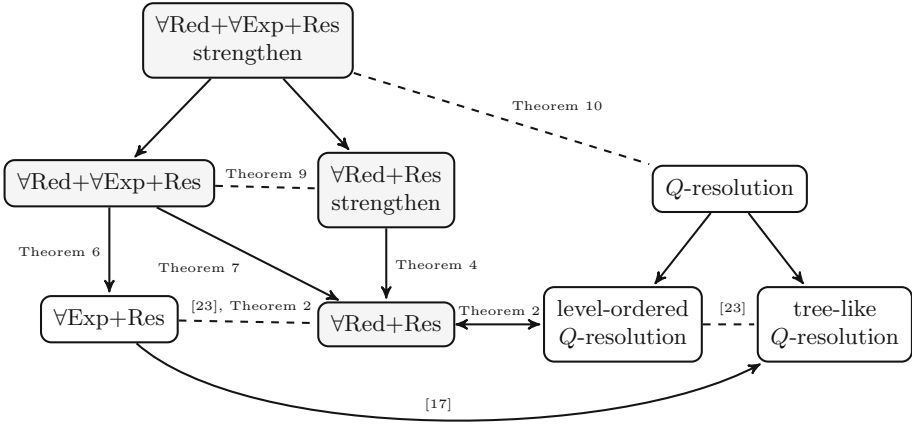 ∀Red+∀Exp+Res
strengthen
Theorem 10
∀Red+∀Exp+Res
Theorem 9
∀Red+Res
strengthen
Q-resolution
Theorem 6
Theorem 7
Theorem 4
∀Exp+Res
[23], Theorem 2
∀Red+Res
Theorem 2
level-ordered
Q-resolution
[23]
tree-like
Q-resolution
[17]